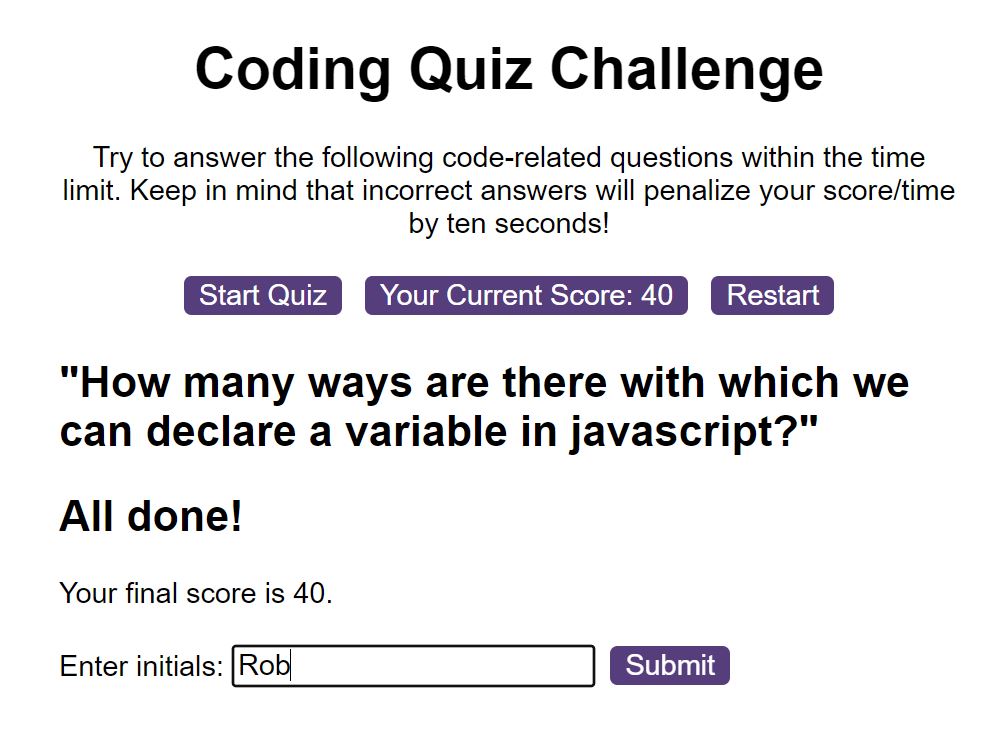 Coding Quiz Challenge
Try to answer the following code-related questions within the time
limit. Keep in mind that incorrect answers will penalize your score/time
by ten seconds!
Start Quiz Your Current Score: 40 Restart
"How many ways are there with which we
can declare a variable in javascript?"
All done!
Your final score is 40.
Enter initials: Rob Submit